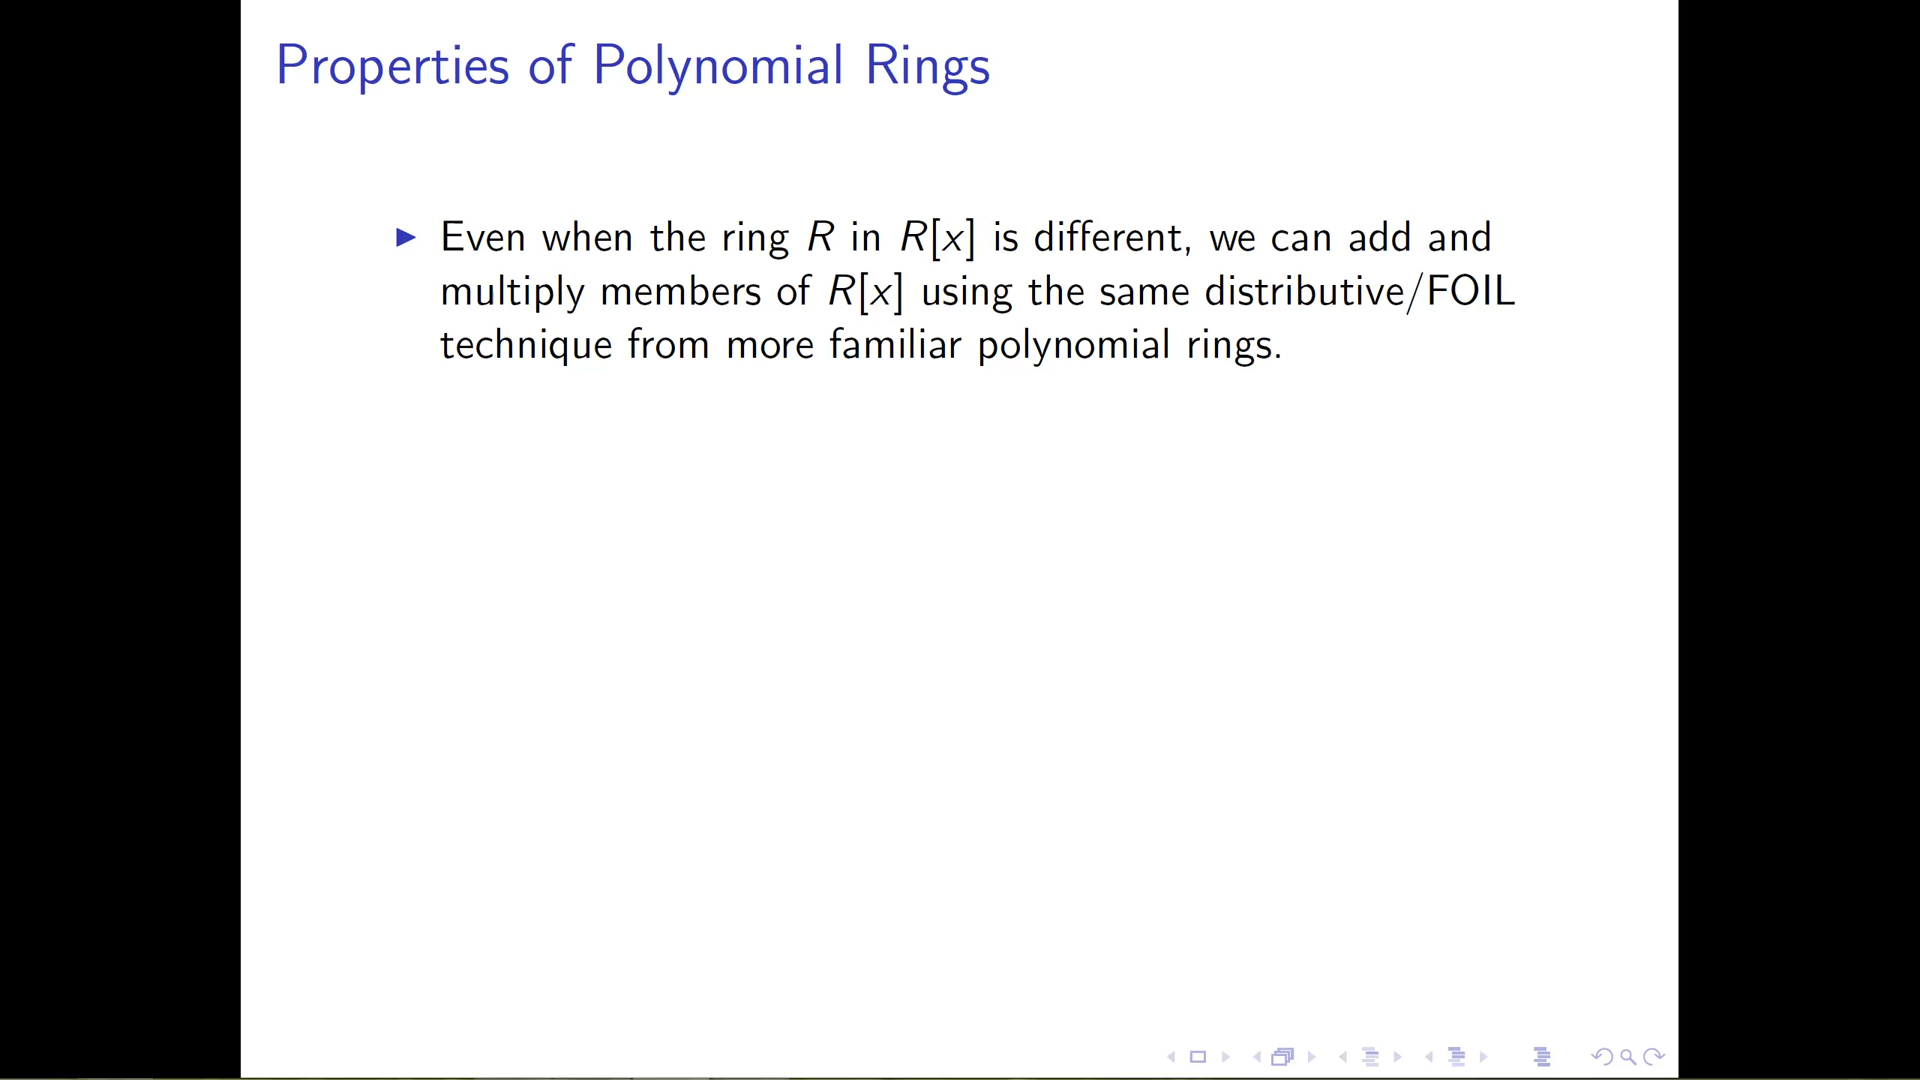 Properties of Polynomial Rings
Even when the ring R in R[x] is different, we can add and
multiply members of R[x] using the same distributive/FOIL
technique from more familiar polynomial rings.